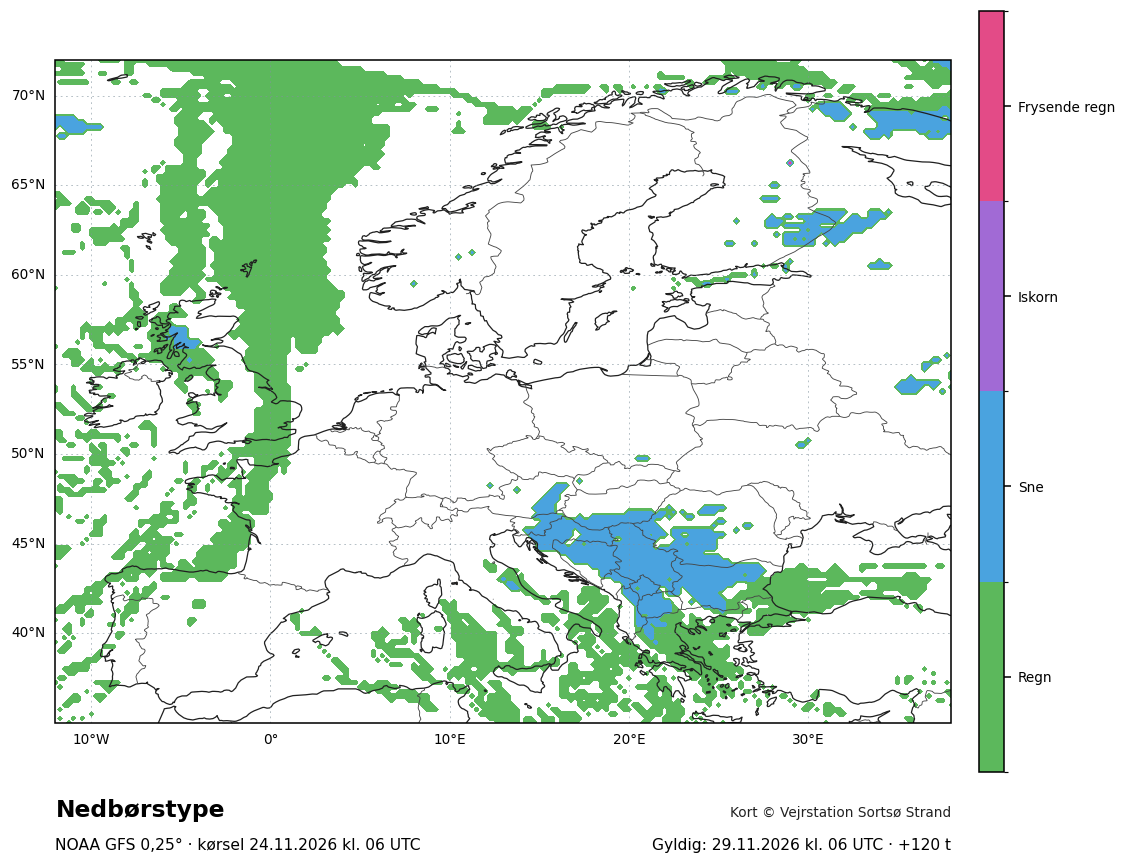 70°N
65°N
60°N
55°N
50°N
45°N
40°N
10°W
0°
10°E
20°E
30°E
Frysende regn
Iskorn
Sne
Regn
Nedbørstype
Kort © Vejrstation Sortsø Strand
NOAA GFS 0,25° · kørsel 24.11.2026 kl. 06 UTC
Gyldig: 29.11.2026 kl. 06 UTC · +120 t